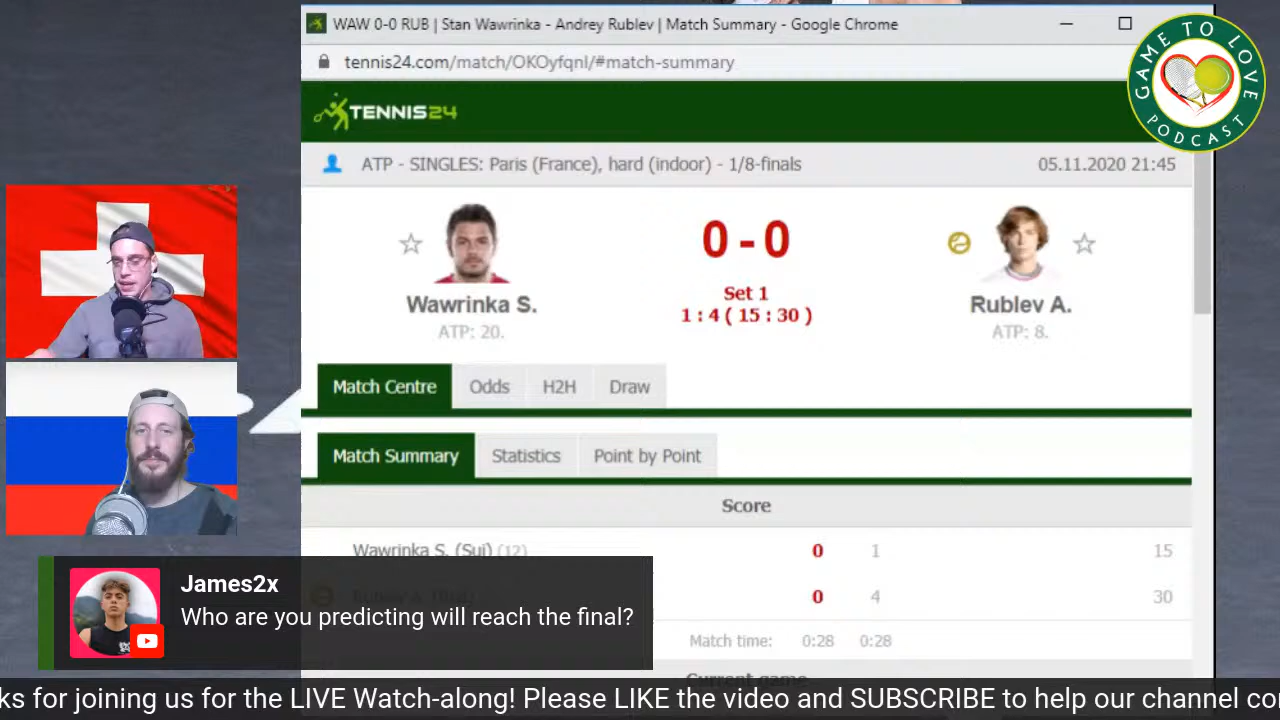 WAW 0-0 RUB | Stan Wawrinka - Andrey Rublev | Match Summary - Google Chrome
tennis24.com/match/OKOyfqnI/#match-summary
GAME TO LOVE
PODCAST
TENNIS24
ATP - SINGLES: Paris (France), hard (indoor) - 1/8-finals
05.11.2020 21:45
0 - 0
Set 1
1 : 4 ( 15 : 30 )
Wawrinka S.
ATP: 20.
Rublev A.
ATP: 8.
Match Centre Odds H2H Draw
Match Summary Statistics Point by Point
Score
Wawrinka S. (Sui) (12) 0 1 15
0 4 30
James2x
Who are you predicting will reach the final?
Match time: 0:28 0:28
Current game
ks for joining us for the LIVE Watch-along! Please LIKE the video and SUBSCRIBE to help our channel co